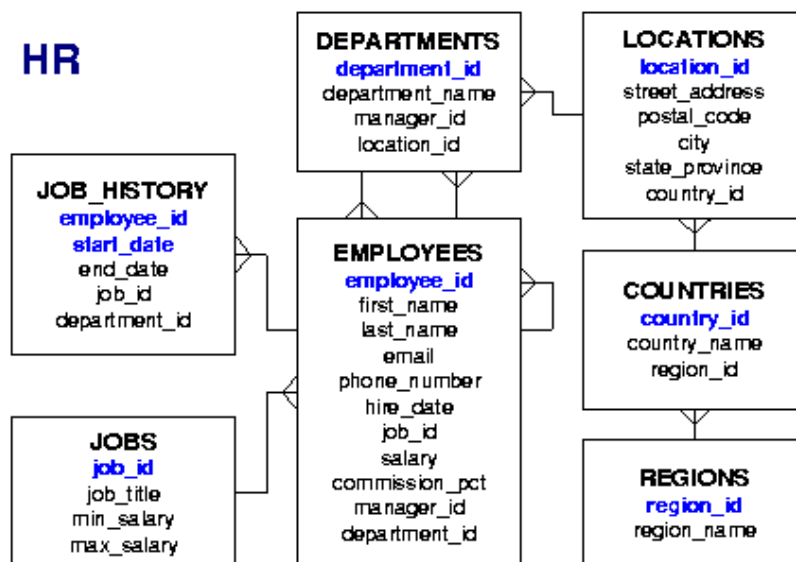 HR
DEPARTMENTS
department_id
department_name
manager_id
location_id
LOCATIONS
location_id
street_address
postal_code
city
state_province
country_id
JOB_HISTORY
employee_id
start_date
end_date
job_id
department_id
EMPLOYEES
employee_id
first_name
last_name
email
phone_number
hire_date
job_id
salary
commission_pct
manager_id
department_id
COUNTRIES
country_id
country_name
region_id
JOBS
job_id
job_title
min_salary
max_salary
REGIONS
region_id
region_name